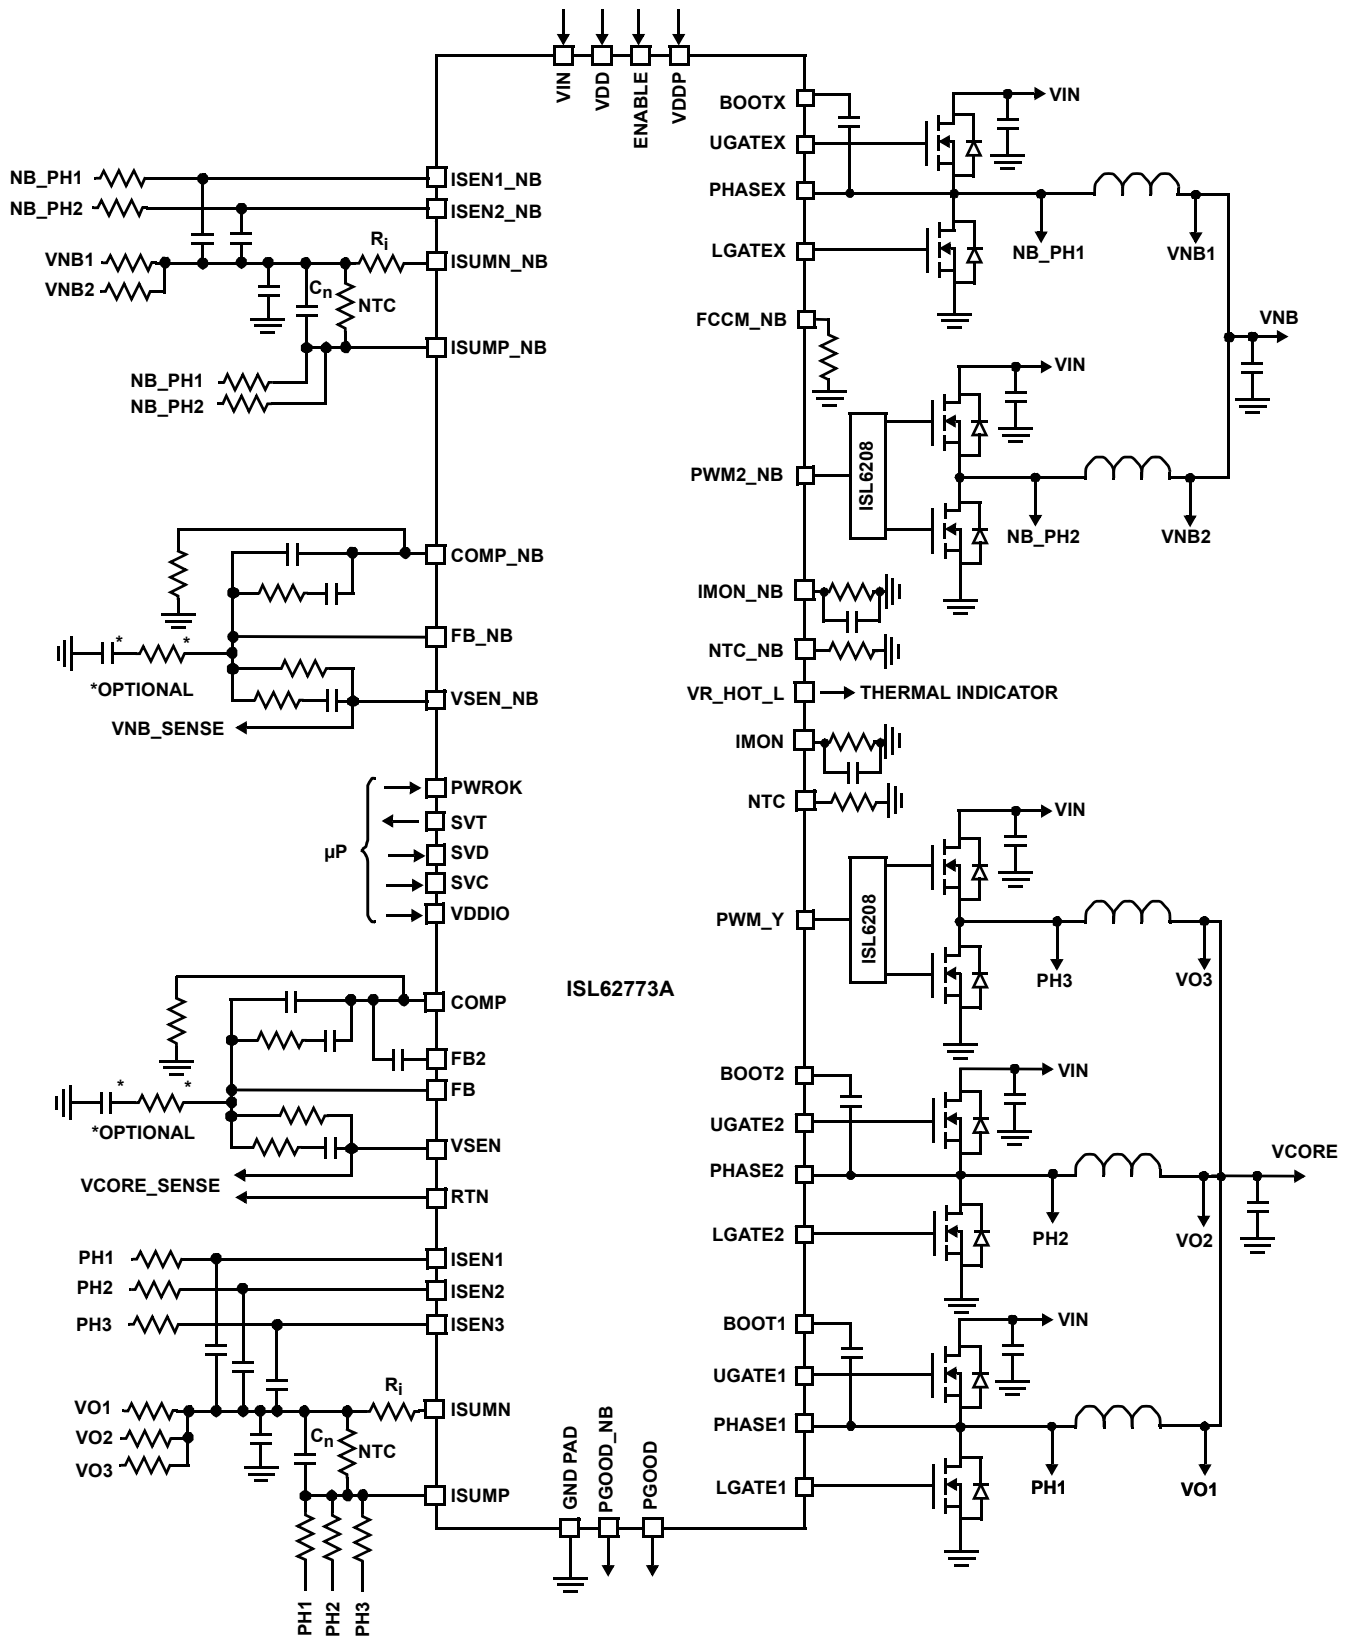 VIN
VDD
ENABLE
VDDP
BOOTX
UGATEX
PHASEX
LGATEX
FCCM_NB
PWM2_NB
IMON_NB
NTC_NB
VR_HOT_L
THERMAL INDICATOR
IMON
NTC
PWM_Y
BOOT2
UGATE2
PHASE2
LGATE2
BOOT1
UGATE1
PHASE1
LGATE1
VIN
NB_PH1
VNB1
VNB
VIN
ISL6208
NB_PH2
VNB2
VIN
ISL6208
PH3
VO3
VIN
PH2
VO2
VCORE
VIN
PH1
VO1
NB_PH1
ISEN1_NB
NB_PH2
ISEN2_NB
Ri
VNB1
ISUMN_NB
VNB2
Cn
NTC
ISUMP_NB
NB_PH1
NB_PH2
COMP_NB
FB_NB
* *
*OPTIONAL
VSEN_NB
VNB_SENSE
µP
PWROK
SVT
SVD
SVC
VDDIO
ISL62773A
COMP
FB2
FB
* *
*OPTIONAL
VSEN
VCORE_SENSE
RTN
PH1
ISEN1
PH2
ISEN2
PH3
ISEN3
Ri
VO1
ISUMN
VO2
Cn
NTC
VO3
ISUMP
PH1
PH2
PH3
GND PAD
PGOOD_NB
PGOOD